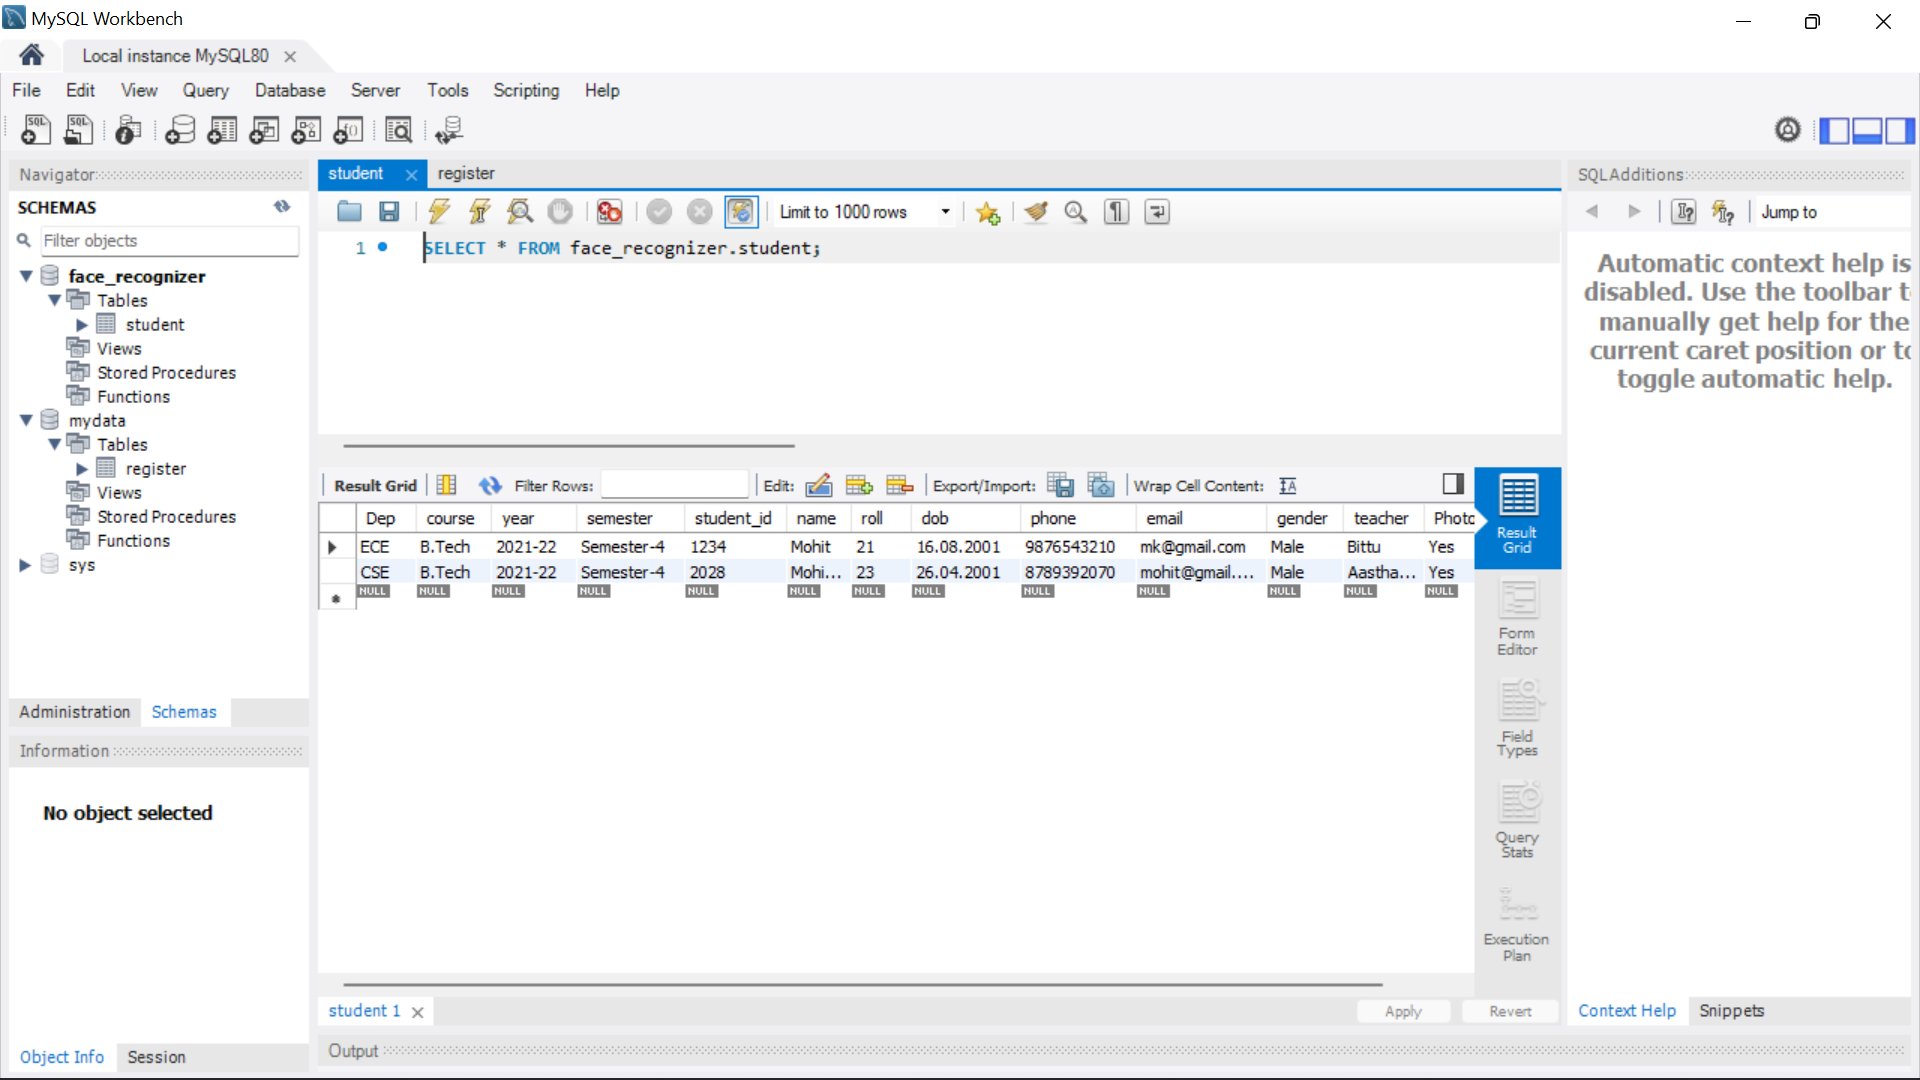 MySQL Workbench
Local instance MySQL80
File Edit View Query Database Server Tools Scripting Help
Navigator
SCHEMAS
Filter objects
face_recognizer
Tables
student
Views
Stored Procedures
Functions
mydata
Tables
register
Views
Stored Procedures
Functions
sys
Administration Schemas
Information
No object selected
Object Info Session
student register
Limit to 1000 rows
1 SELECT * FROM face_recognizer.student;
Result Grid Filter Rows: Edit: Export/Import: Wrap Cell Content:
Dep course year semester student_id name roll dob phone email gender teacher Photo
ECE B.Tech 2021-22 Semester-4 1234 Mohit 21 16.08.2001 9876543210 mk@gmail.com Male Bittu Yes
CSE B.Tech 2021-22 Semester-4 2028 Mohi... 23 26.04.2001 8789392070 mohit@gmail.... Male Aastha... Yes
NULL NULL NULL NULL NULL NULL NULL NULL NULL NULL NULL NULL NULL
Result
Grid
Form
Editor
Field
Types
Query
Stats
Execution
Plan
student 1 Apply Revert
Output
SQLAdditions
Jump to
Automatic context help is
disabled. Use the toolbar t
manually get help for the
current caret position or to
toggle automatic help.
Context Help Snippets